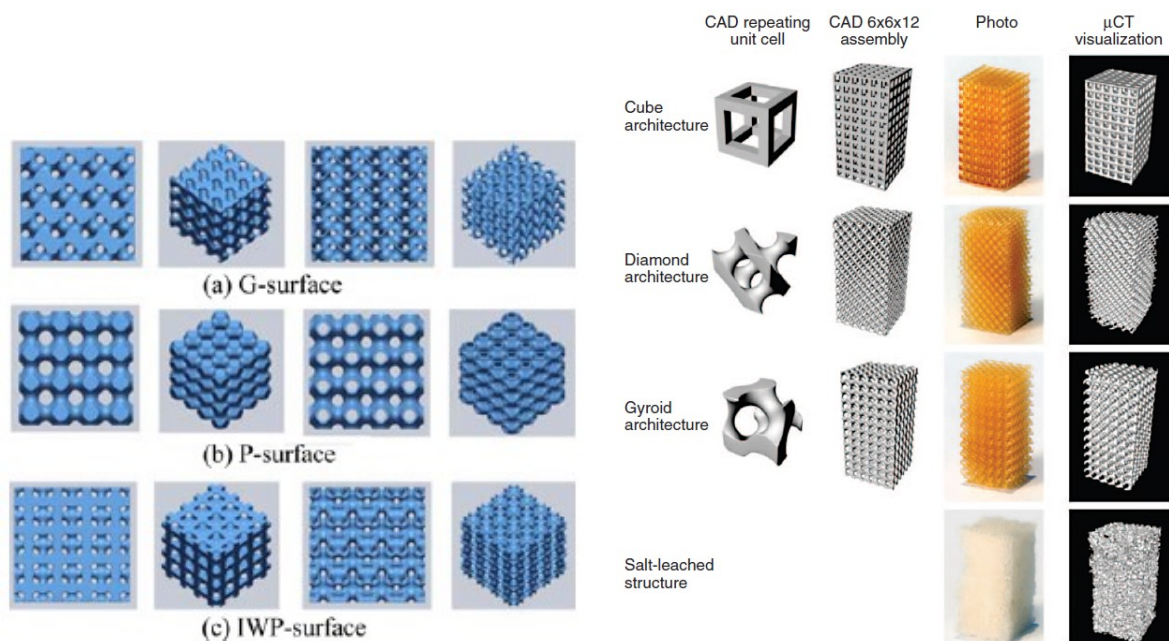 (a) G-surface
(b) P-surface
(c) IWP-surface
CAD repeating
unit cell
CAD 6x6x12
assembly
Photo
μCT
visualization
Cube
architecture
Diamond
architecture
Gyroid
architecture
Salt-leached
structure